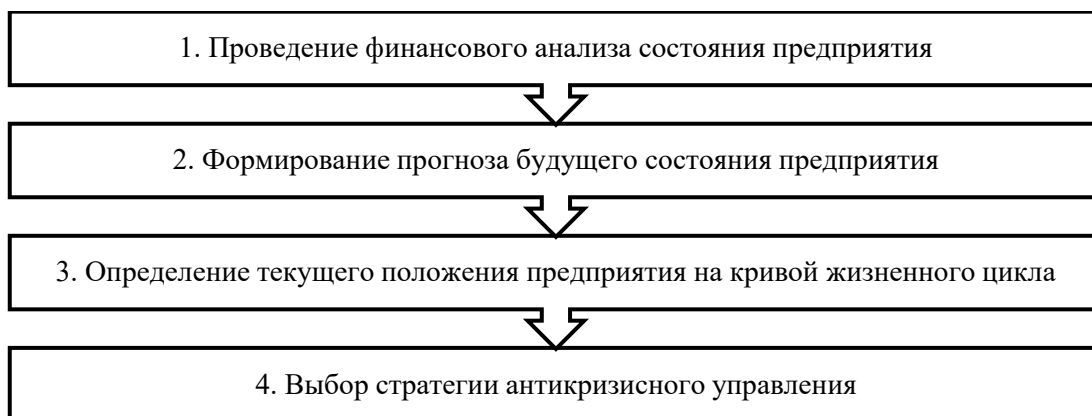 1. Проведение финансового анализа состояния предприятия
2. Формирование прогноза будущего состояния предприятия
3. Определение текущего положения предприятия на кривой жизненного цикла
4. Выбор стратегии антикризисного управления